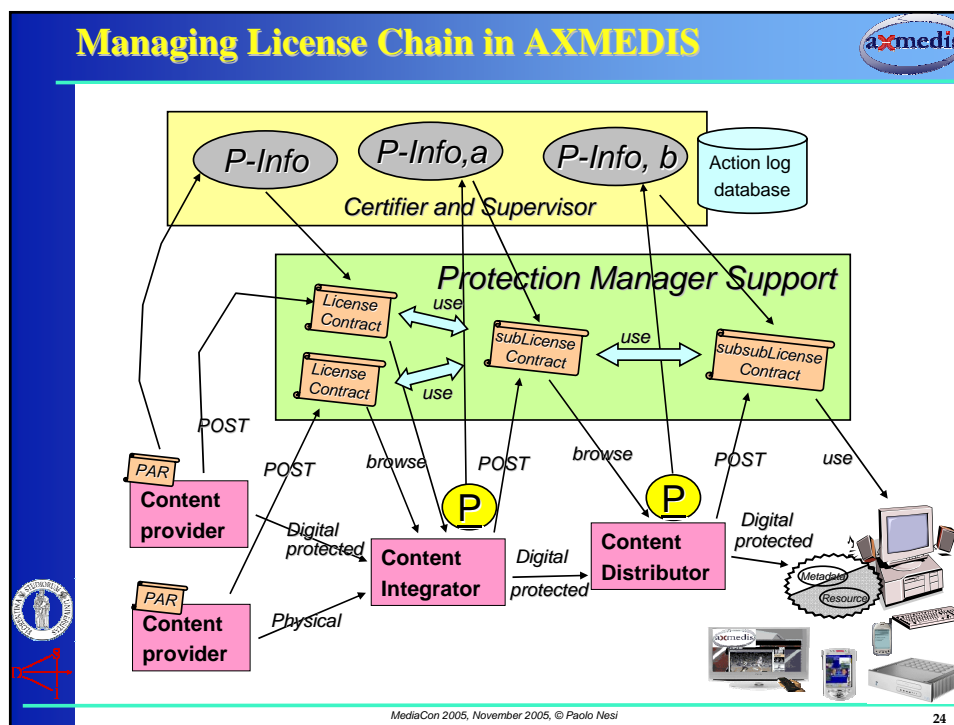 Managing License Chain in AXMEDIS
axmedis
P-Info
P-Info,a
P-Info, b
Action log
database
Certifier and Supervisor
Protection Manager Support
License
Contract
use
subLicense
Contract
use
subsubLicense
Contract
License
Contract
use
POST
POST
browse
POST
browse
POST
use
PAR
Content
provider
Digital
protected
P
Content
Integrator
Digital
protected
P
Content
Distributor
Digital
protected
Metadata
Resource
PAR
Content
provider
Physical
axmedis
MediaCon 2005, November 2005, © Paolo Nesi
24